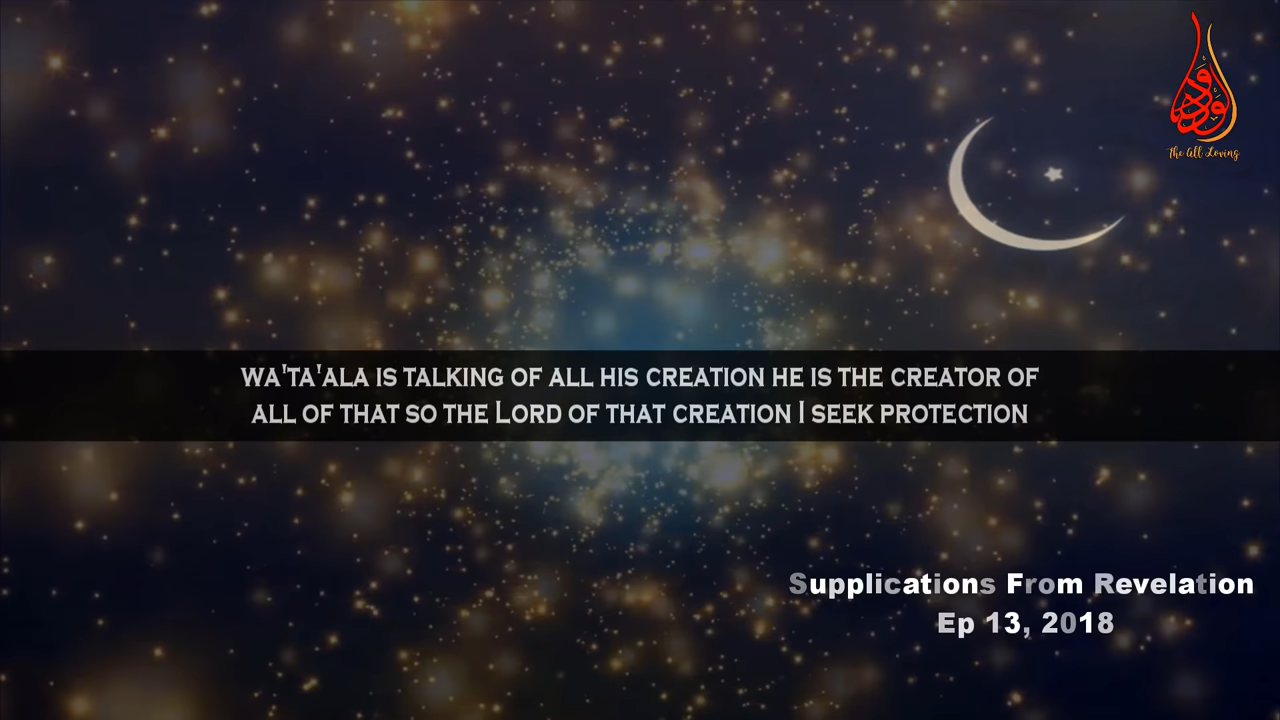 الودود
The All Loving
WA'TA'ALA IS TALKING OF ALL HIS CREATION HE IS THE CREATOR OF
ALL OF THAT SO THE LORD OF THAT CREATION I SEEK PROTECTION
Supplications From Revelation
Ep 13, 2018